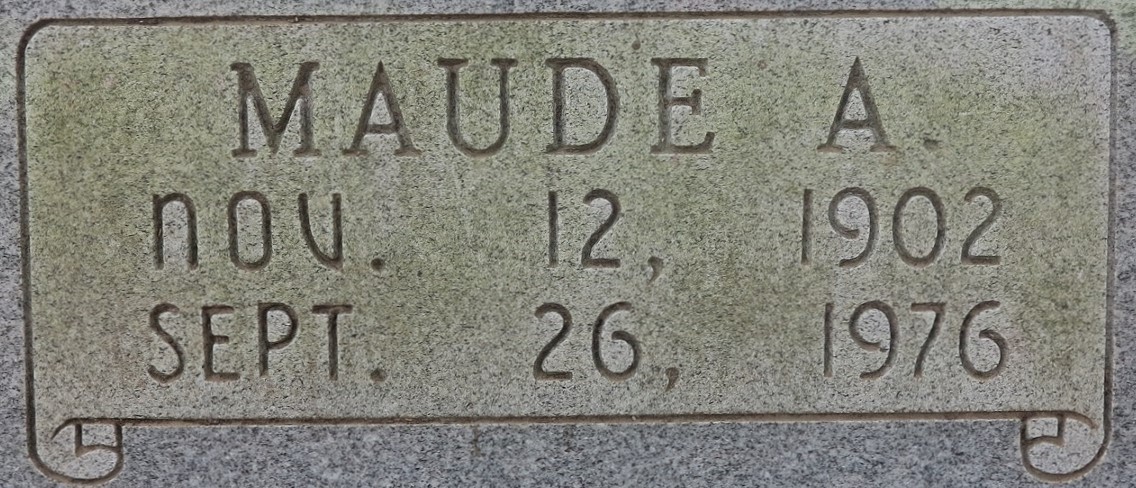 MAUDE A.
NOV. 12, 1902
SEPT. 26, 1976